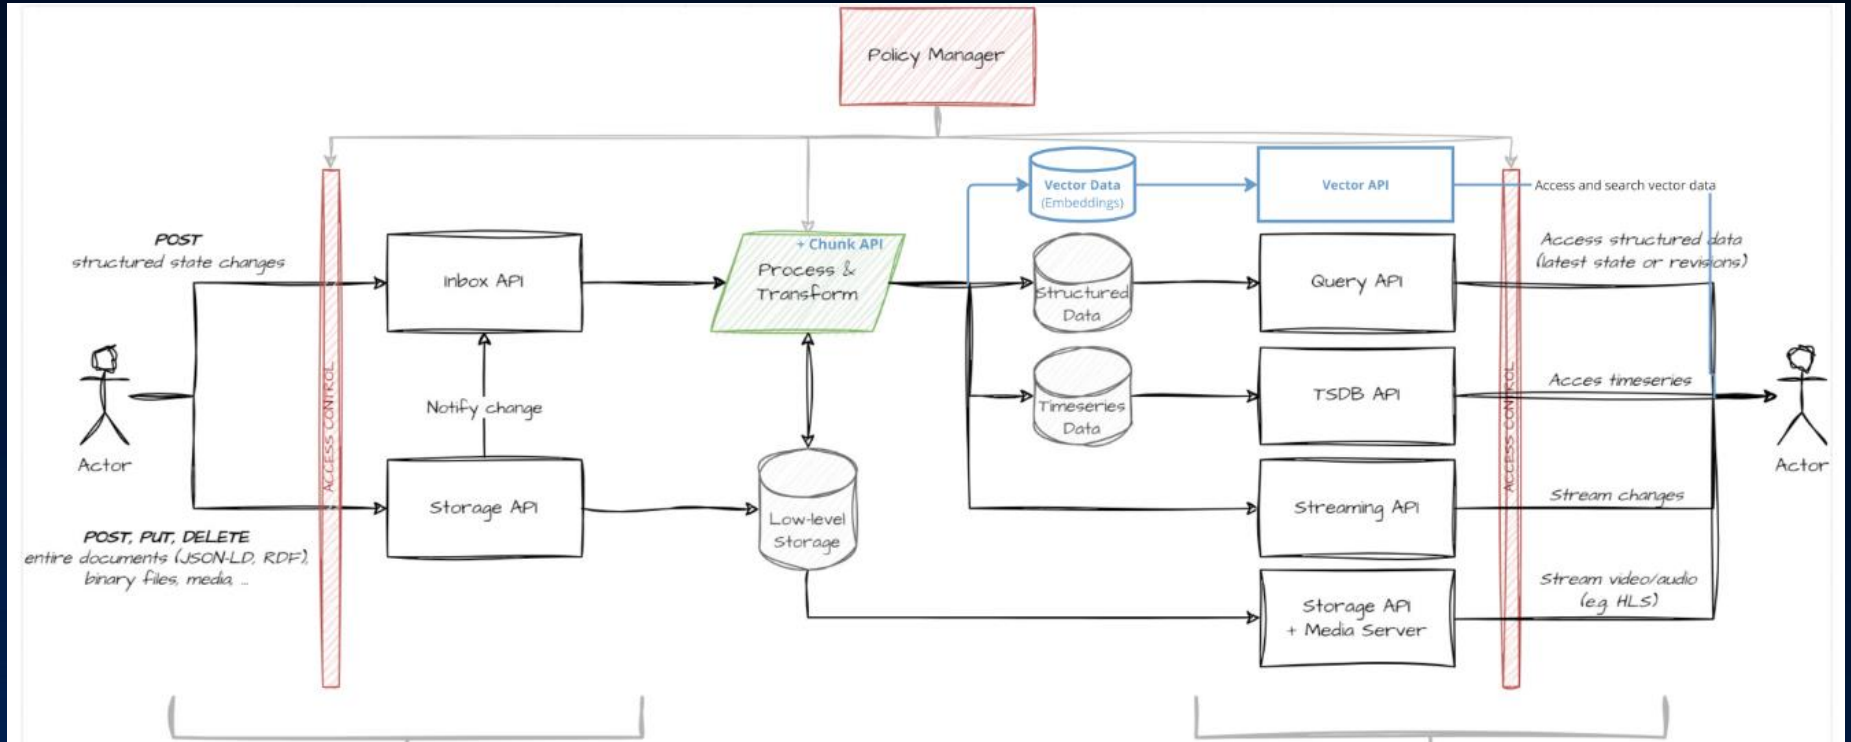 Policy Manager
Vector Data
(Embeddings)
Vector API
Access and search vector data
POST
structured state changes
+ Chunk API
Process &
Transform
Inbox API
Structured
Data
Query API
Access structured data
(latest state or revisions)
ACCESS CONTROL
Notify change
Timeseries
Data
TSDB API
Acces timeseries
ACCESS CONTROL
Actor
Actor
Storage API
Low-level
Storage
Streaming API
Stream changes
POST, PUT, DELETE
entire documents (JSON-LD, RDF),
binary files, media, ...
Storage API
+ Media Server
Stream video/audio
(e.g. HLS)